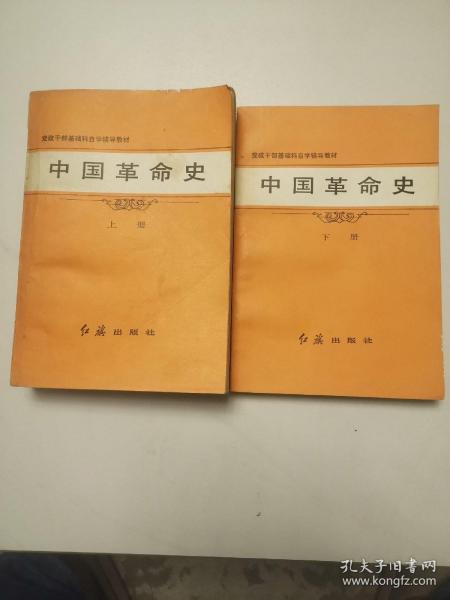 党政干部基础科自学辅导教材
中国革命史
上册
红旗出版社
党政干部基础科自学辅导教材
中国革命史
下册
红旗出版社
孔夫子旧书网
www.kongfz.com